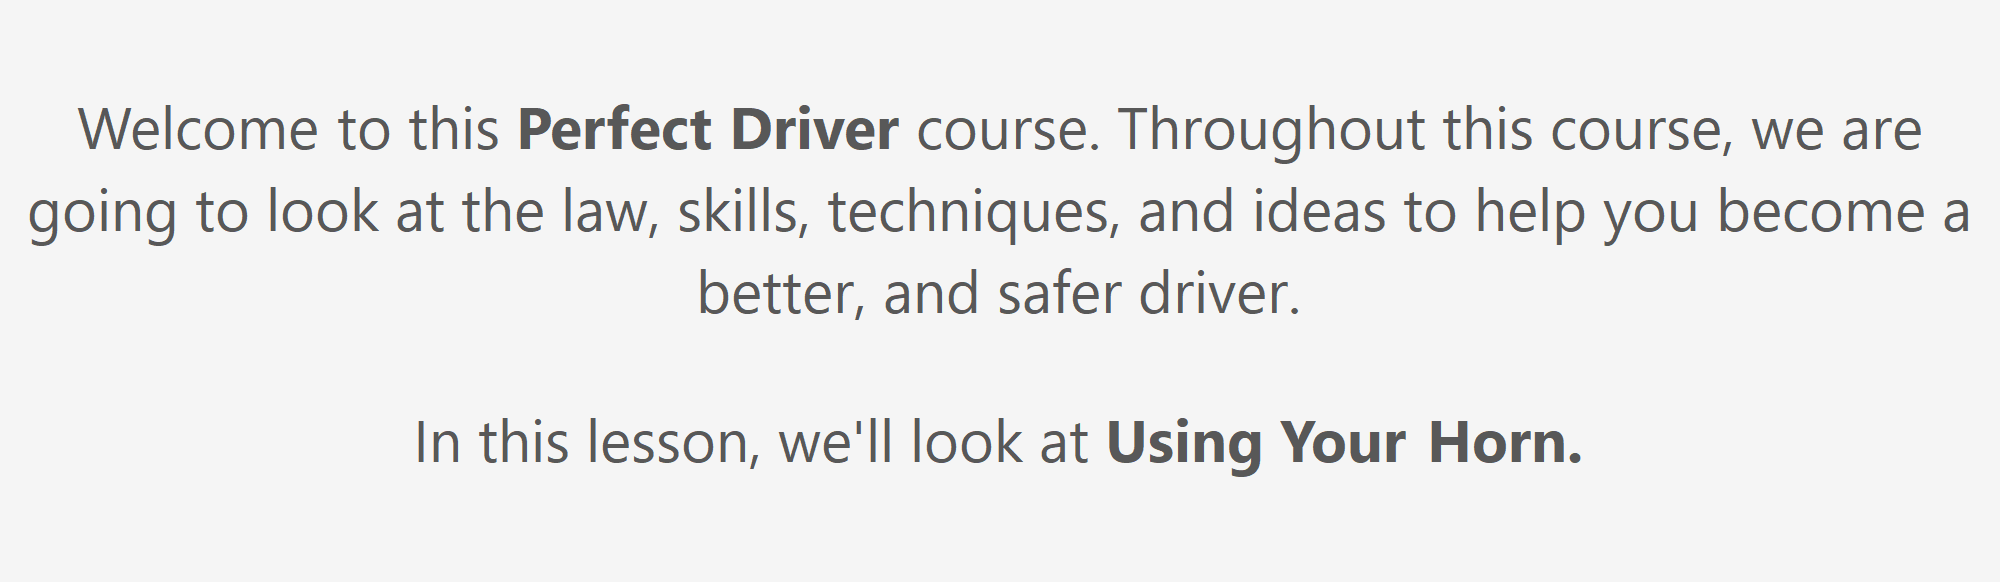 Welcome to this Perfect Driver course. Throughout this course, we are
going to look at the law, skills, techniques, and ideas to help you become a
better, and safer driver.
In this lesson, we'll look at Using Your Horn.